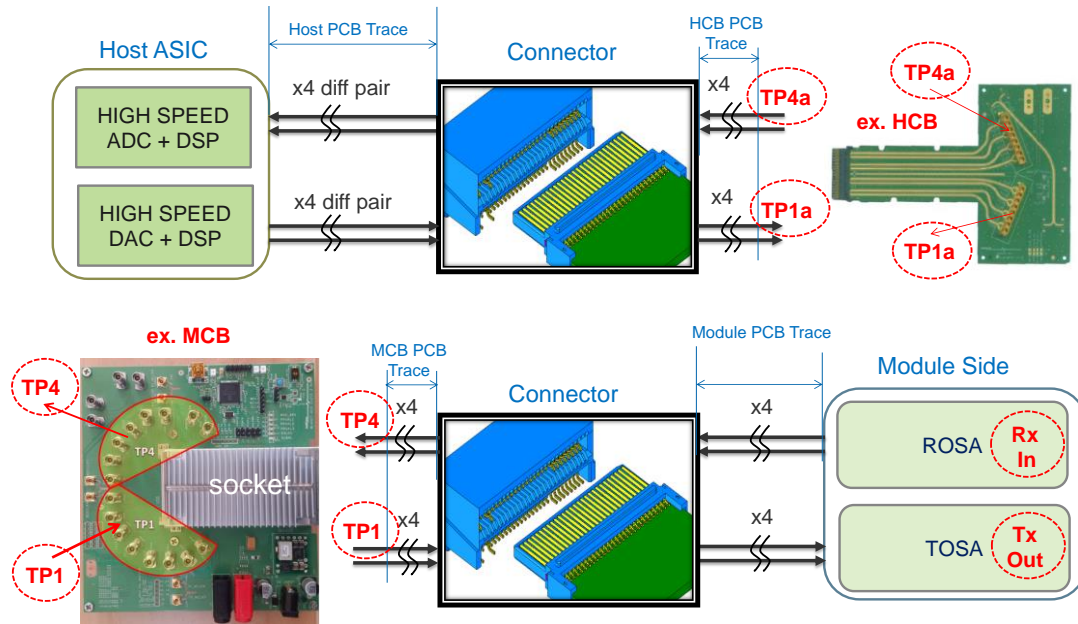 Host PCB Trace
HCB PCB
Trace
Host ASIC
Connector
TP4a
x4 diff pair
x4
TP4a
HIGH SPEED
ADC + DSP
ex. HCB
x4 diff pair
x4
HIGH SPEED
DAC + DSP
TP1a
TP1a
ex. MCB
MCB PCB
Trace
Module PCB Trace
Connector
Module Side
TP4
TP4
x4
x4
TP4
ROSA
Rx
In
socket
TP1
TP1
x4
x4
TP1
TOSA
Tx
Out